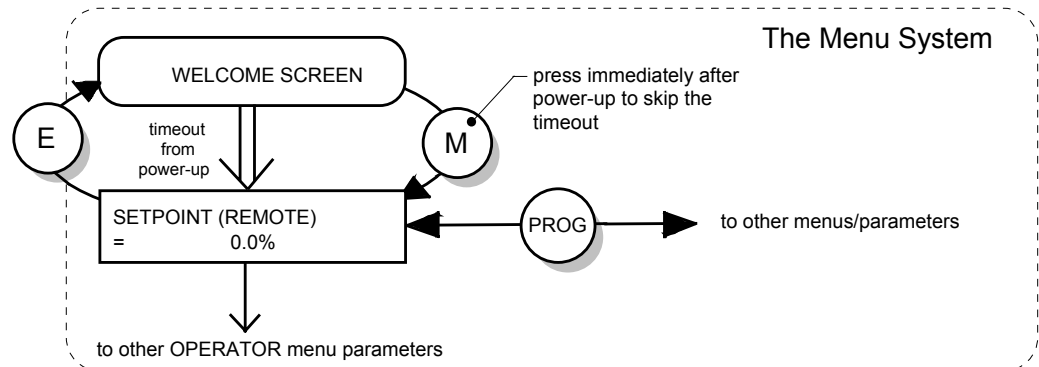 The Menu System
WELCOME SCREEN
press immediately after
power-up to skip the
timeout
E
timeout
from
power-up
M
SETPOINT (REMOTE)
= 0.0%
PROG
to other menus/parameters
to other OPERATOR menu parameters